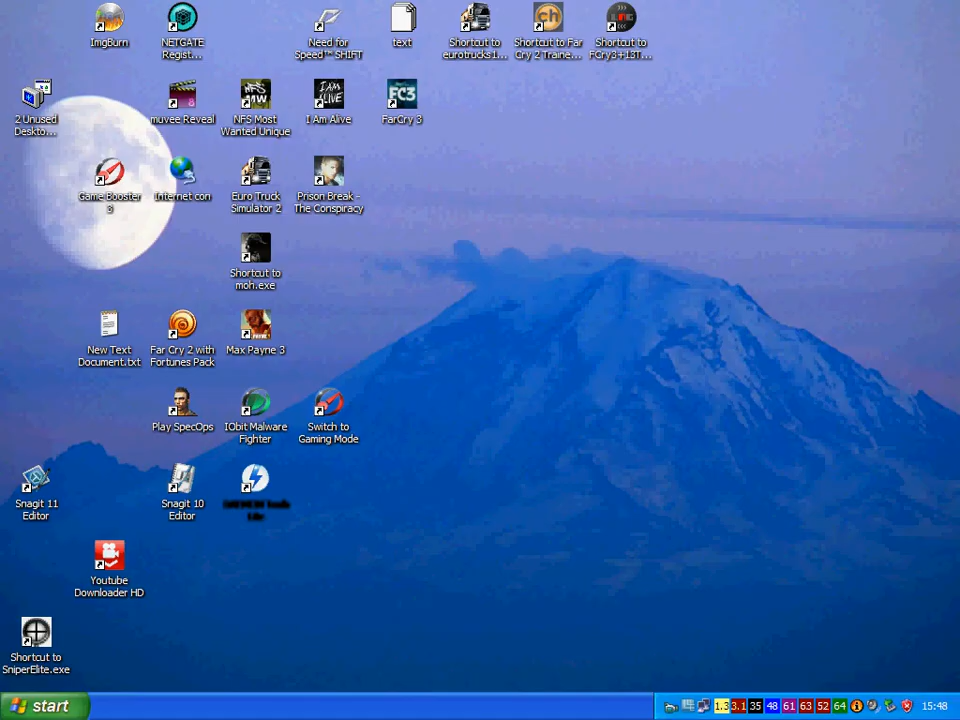 ImgBurn
NETGATE
Regist...
Need for
Speed™ SHIFT
text
Shortcut to
eurotrucks1...
Shortcut to Far
Cry 2 Traine...
Shortcut to
FCry3+13T...
2 Unused
Deskto...
muvee Reveal
NFS Most
Wanted Unique
I AM
ALIVE
I Am Alive
FC3
FarCry 3
Game Booster
3
Internet con
Euro Truck
Simulator 2
Prison Break -
The Conspiracy
Shortcut to
moh.exe
New Text
Document.txt
Far Cry 2 with
Fortunes Pack
Max Payne 3
Play SpecOps
IObit Malware
Fighter
Switch to
Gaming Mode
Snagit 11
Editor
Snagit 10
Editor
Youtube
Downloader HD
Shortcut to
SniperElite.exe
start
1.3 3.1 35 48 61 63 52 64 15:48